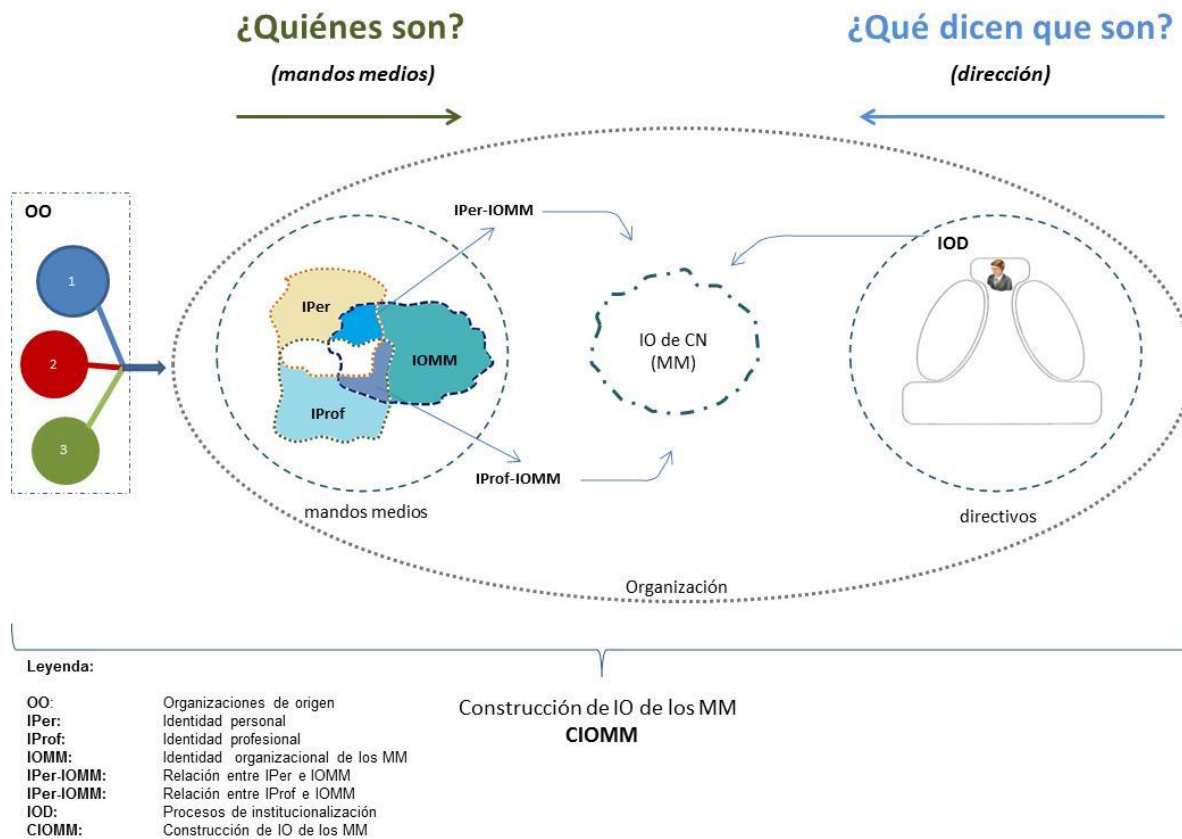 ¿Quiénes son?
(mandos medios)
¿Qué dicen que son?
(dirección)
OO
1
2
3
IPer
IOMM
IProf
IPer-IOMM
IProf-IOMM
mandos medios
IO de CN
(MM)
IOD
directivos
Organización
Construcción de IO de los MM
CIOMM
Leyenda:
OO: Organizaciones de origen
IPer: Identidad personal
IProf: Identidad profesional
IOMM: Identidad organizacional de los MM
IPer-IOMM: Relación entre IPer e IOMM
IPer-IOMM: Relación entre IProf e IOMM
IOD: Procesos de institucionalización
CIOMM: Construcción de IO de los MM